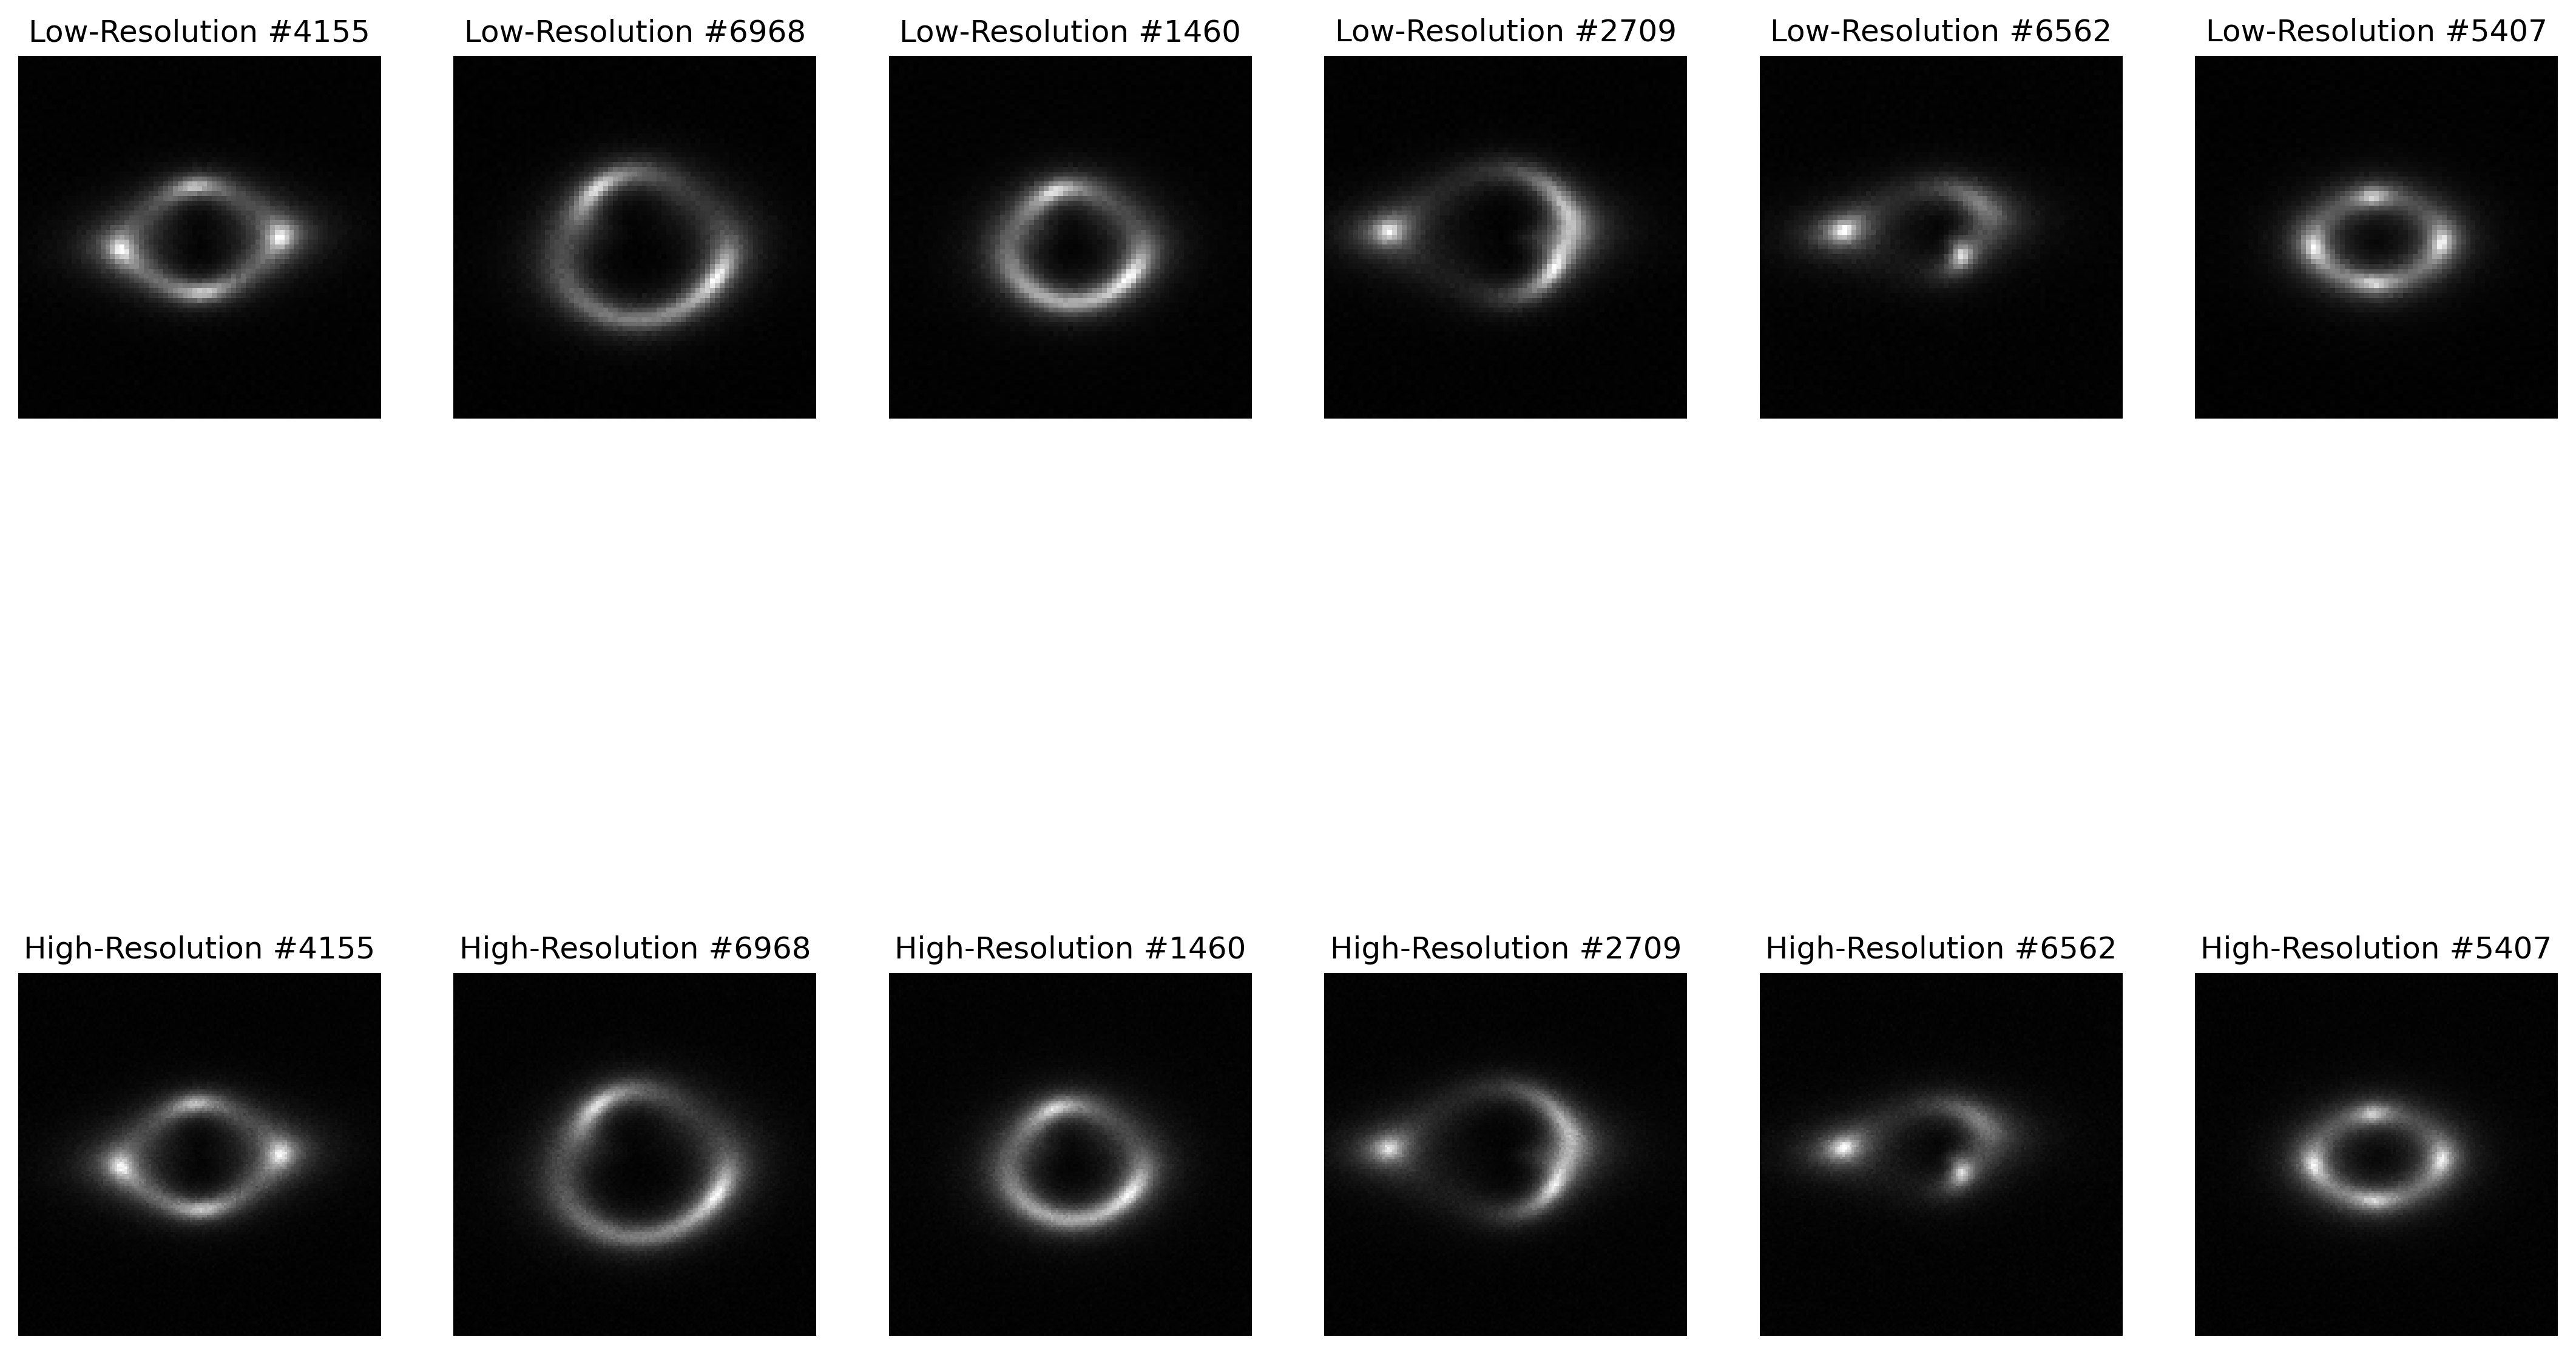 Low-Resolution #4155
Low-Resolution #6968
Low-Resolution #1460
Low-Resolution #2709
Low-Resolution #6562
Low-Resolution #5407
High-Resolution #4155
High-Resolution #6968
High-Resolution #1460
High-Resolution #2709
High-Resolution #6562
High-Resolution #5407